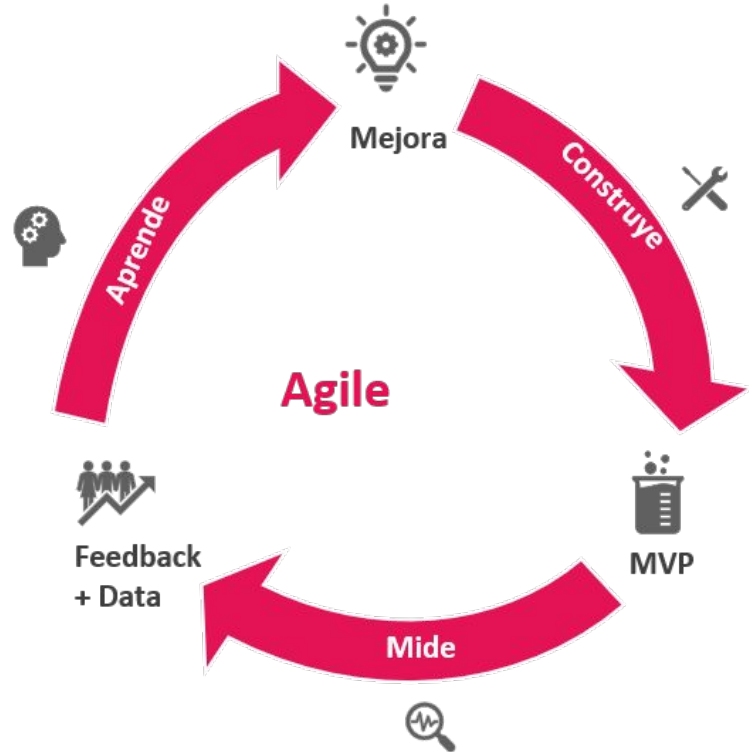 Mejora
Construye
Aprende
Agile
Feedback
+ Data
MVP
Mide